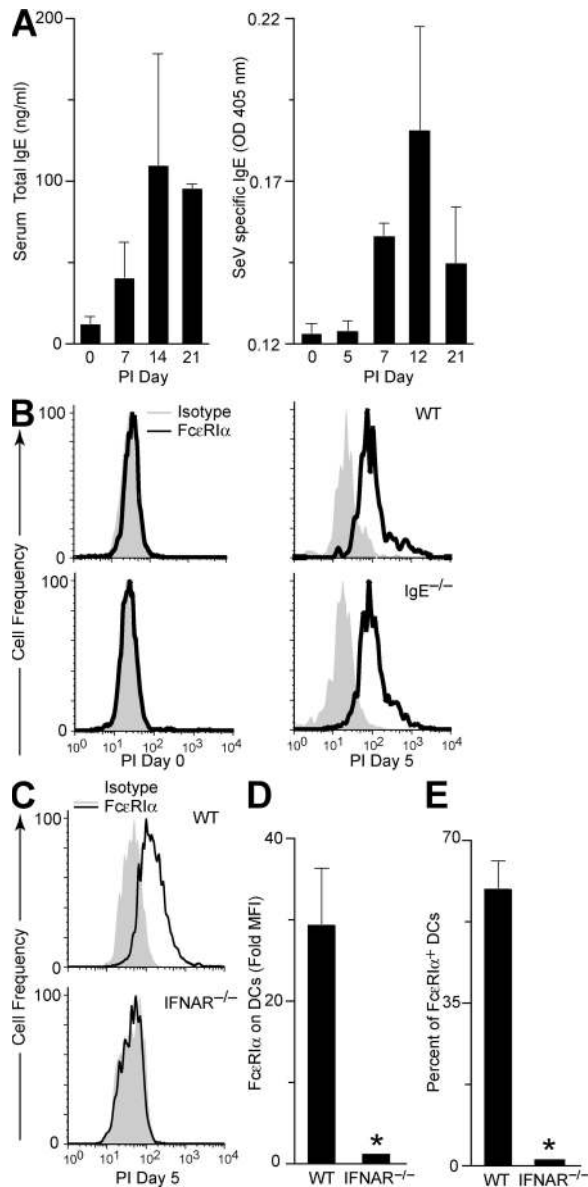 A
Serum Total IgE (ng/ml)
200
100
0
0 7 14 21
PI Day
SeV specific IgE (OD 405 nm)
0.22
0.17
0.12
0 5 7 12 21
PI Day
B
Isotype
FcεRIα
WT
IgE–/–
Cell Frequency
100
0
100
0
10⁰ 10¹ 10² 10³ 10⁴
PI Day 0
10⁰ 10¹ 10² 10³ 10⁴
PI Day 5
C
Isotype
FcεRIα
WT
Cell Frequency
100
0
100
IFNAR–/–
0
10⁰ 10¹ 10² 10³ 10⁴
PI Day 5
D
FcεRIα on DCs (Fold MFI)
40
20
0
*
WT IFNAR–/–
E
Percent of FcεRIα⁺ DCs
70
35
0
*
WT IFNAR–/–